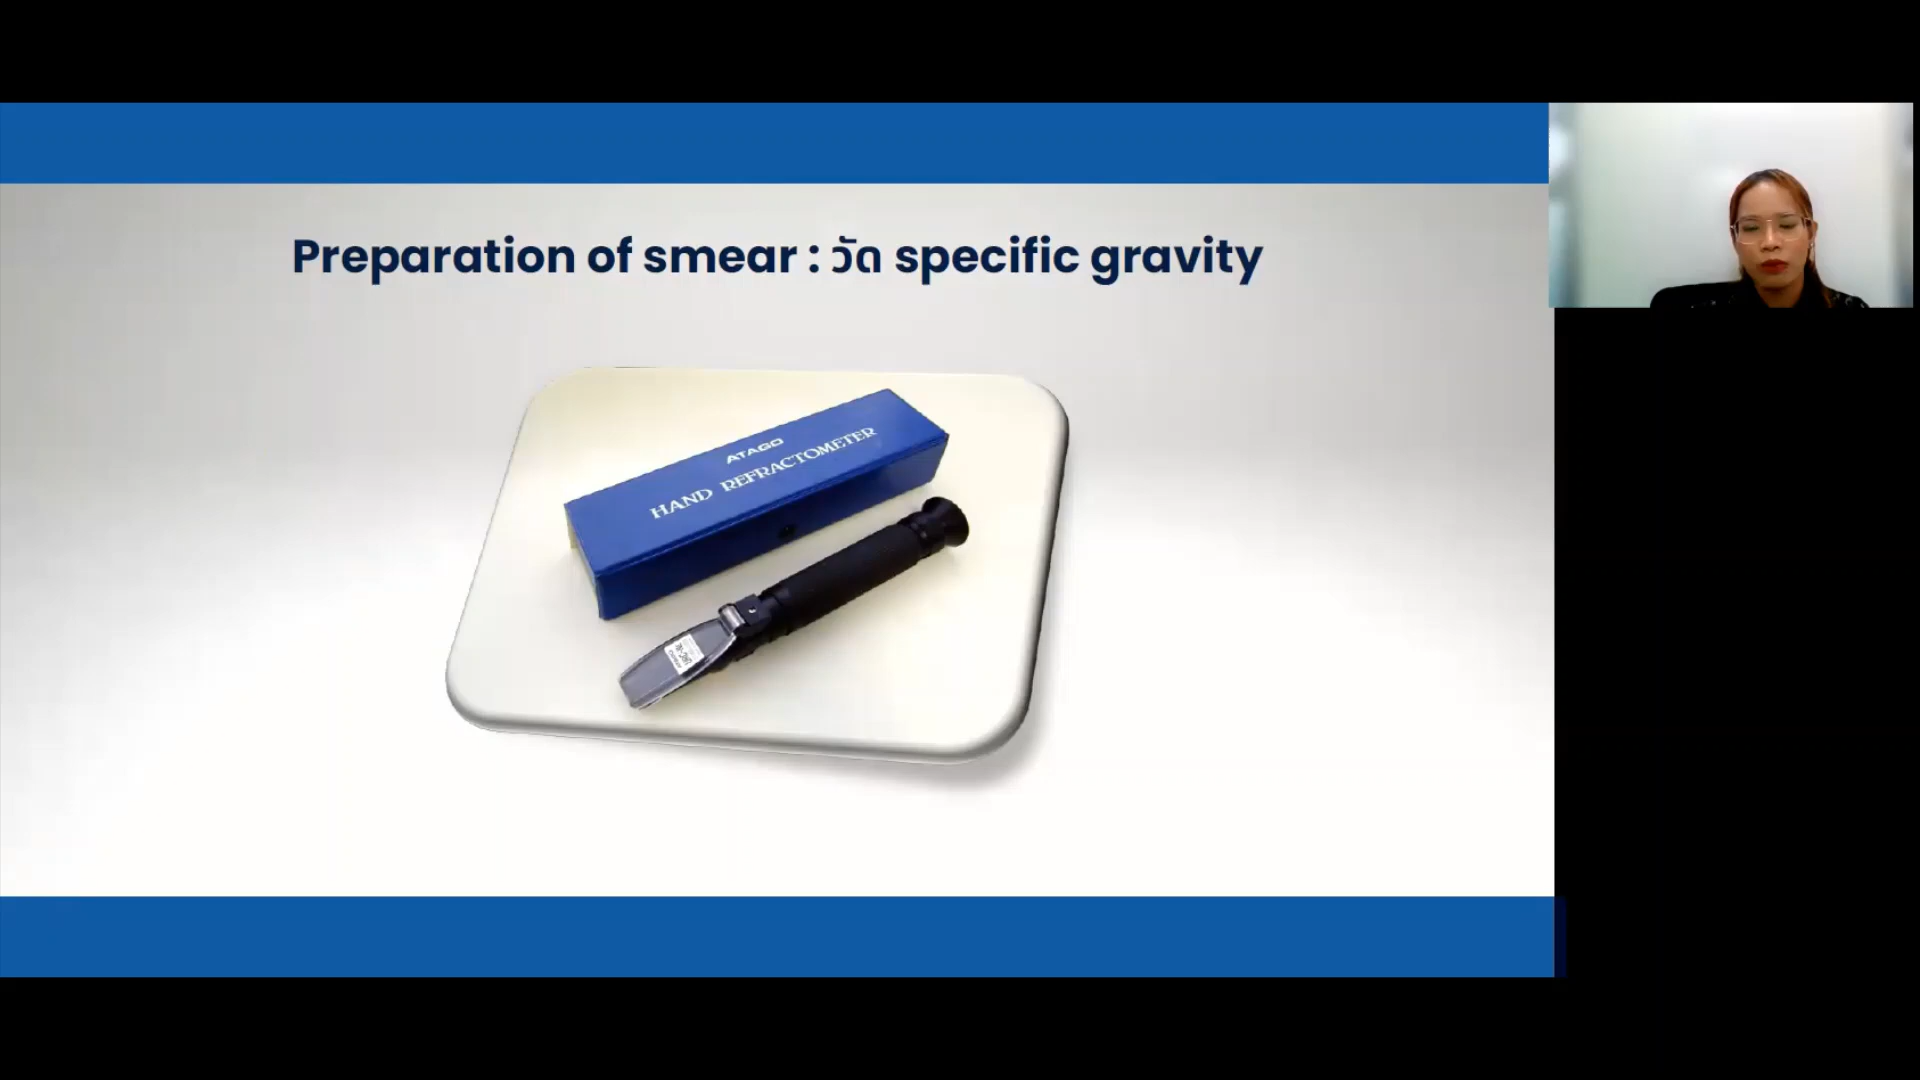 Preparation of smear : วัด specific gravity
ATAGO
HAND REFRACTOMETER